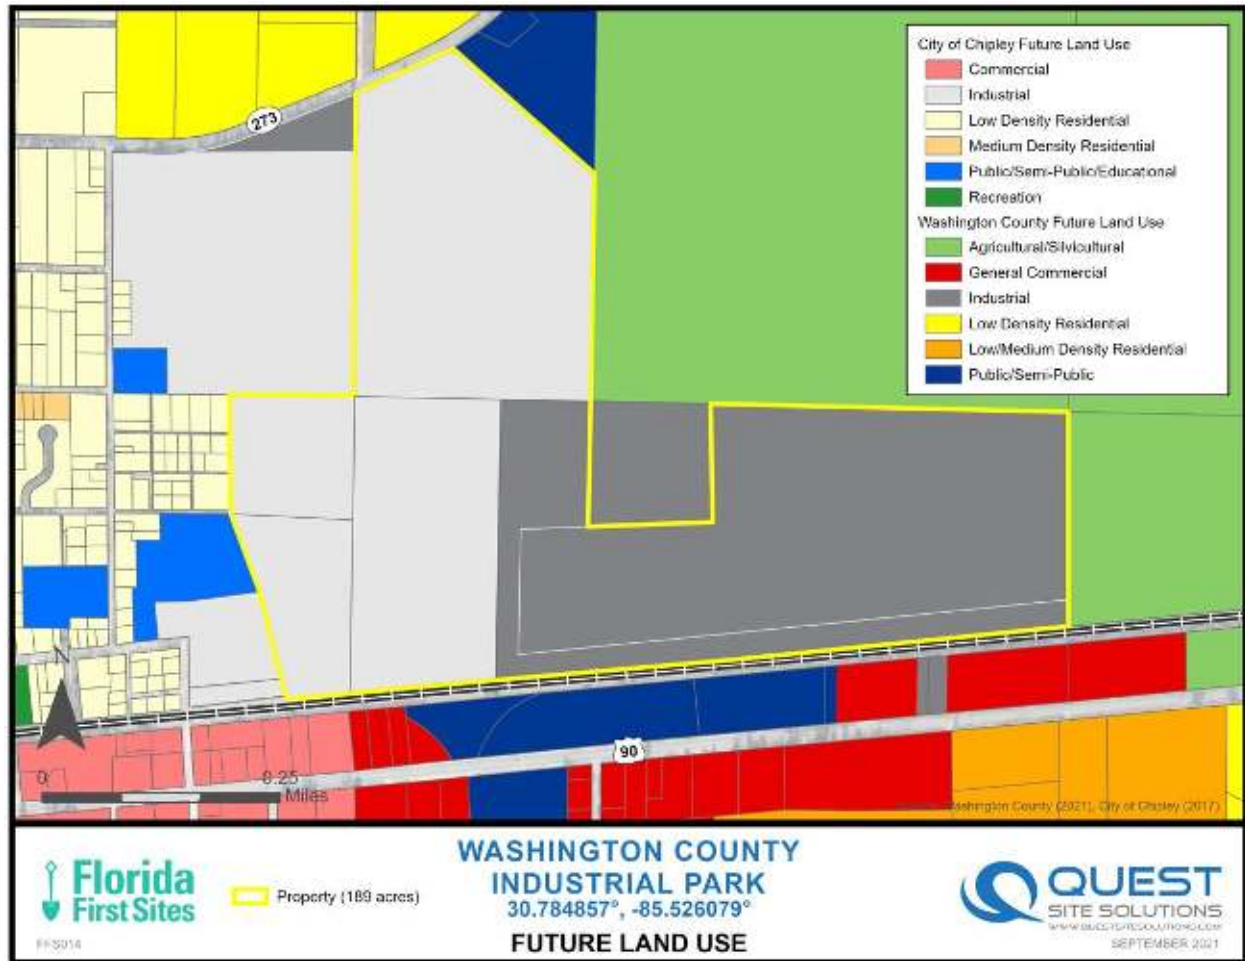 City of Chipley Future Land Use
Commercial
Industrial
Low Density Residential
Medium Density Residential
Public/Semi-Public/Educational
Recreation
Washington County Future Land Use
Agricultural/Silvicultural
General Commercial
Industrial
Low Density Residential
Low/Medium Density Residential
Public/Semi-Public
273
N
90
0 0.25
Miles
Washington County (2021), City of Chipley (2017)
Florida
First Sites
FFS014
Property (189 acres)
WASHINGTON COUNTY
INDUSTRIAL PARK
30.784857°, -85.526079°
FUTURE LAND USE
QUEST
SITE SOLUTIONS
WWW.QUESTSITESOLUTIONS.COM
SEPTEMBER 2021